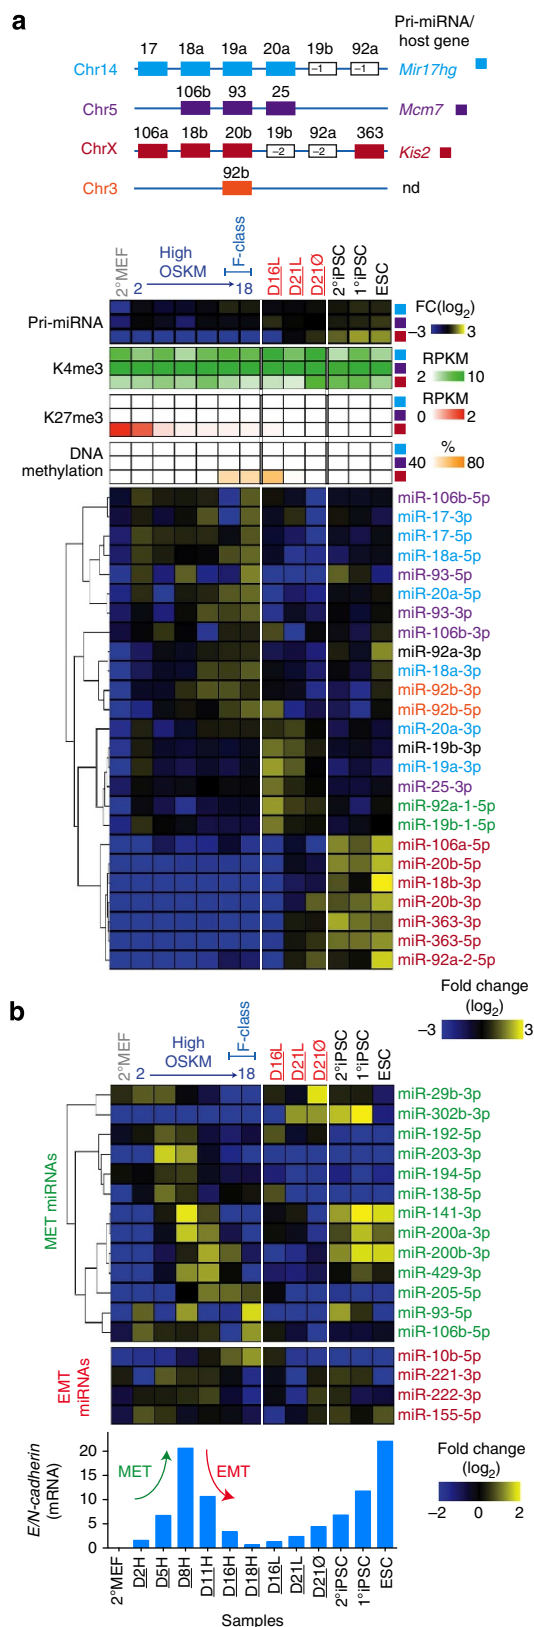 a
Pri-miRNA/
host gene
17 18a 19a 20a 19b 92a
Chr14 –1 –1 Mir17hg
106b 93 25
Chr5 Mcm7
106a 18b 20b 19b 92a 363
ChrX –2 –2 Kis2
92b
Chr3 nd
2°MEF
High
OSKM
2 18
F-class
D16L
D21L
D21Ø
2°iPSC
1°iPSC
ESC
Pri-miRNA
FC(log2)
–3 3
K4me3
RPKM
2 10
K27me3
RPKM
0 2
DNA
methylation
%
40 80
miR-106b-5p
miR-17-3p
miR-17-5p
miR-18a-5p
miR-93-5p
miR-20a-5p
miR-93-3p
miR-106b-3p
miR-92a-3p
miR-18a-3p
miR-92b-3p
miR-92b-5p
miR-20a-3p
miR-19b-3p
miR-19a-3p
miR-25-3p
miR-92a-1-5p
miR-19b-1-5p
miR-106a-5p
miR-20b-5p
miR-18b-3p
miR-20b-3p
miR-363-3p
miR-363-5p
miR-92a-2-5p
Fold change
(log2)
–3 3
b
2°MEF
High
OSKM
2 18
F-class
D16L
D21L
D21Ø
2°iPSC
1°iPSC
ESC
MET miRNAs
miR-29b-3p
miR-302b-3p
miR-192-5p
miR-203-3p
miR-194-5p
miR-138-5p
miR-141-3p
miR-200a-3p
miR-200b-3p
miR-429-3p
miR-205-5p
miR-93-5p
miR-106b-5p
EMT
miRNAs
miR-10b-5p
miR-221-3p
miR-222-3p
miR-155-5p
E/N-cadherin
(mRNA)
20
15
10
5
0
MET
EMT
Fold change
(log2)
–2 0 2
2°MEF
D2H
D5H
D8H
D11H
D16H
D18H
D16L
D21L
D21Ø
2°iPSC
1°iPSC
ESC
Samples